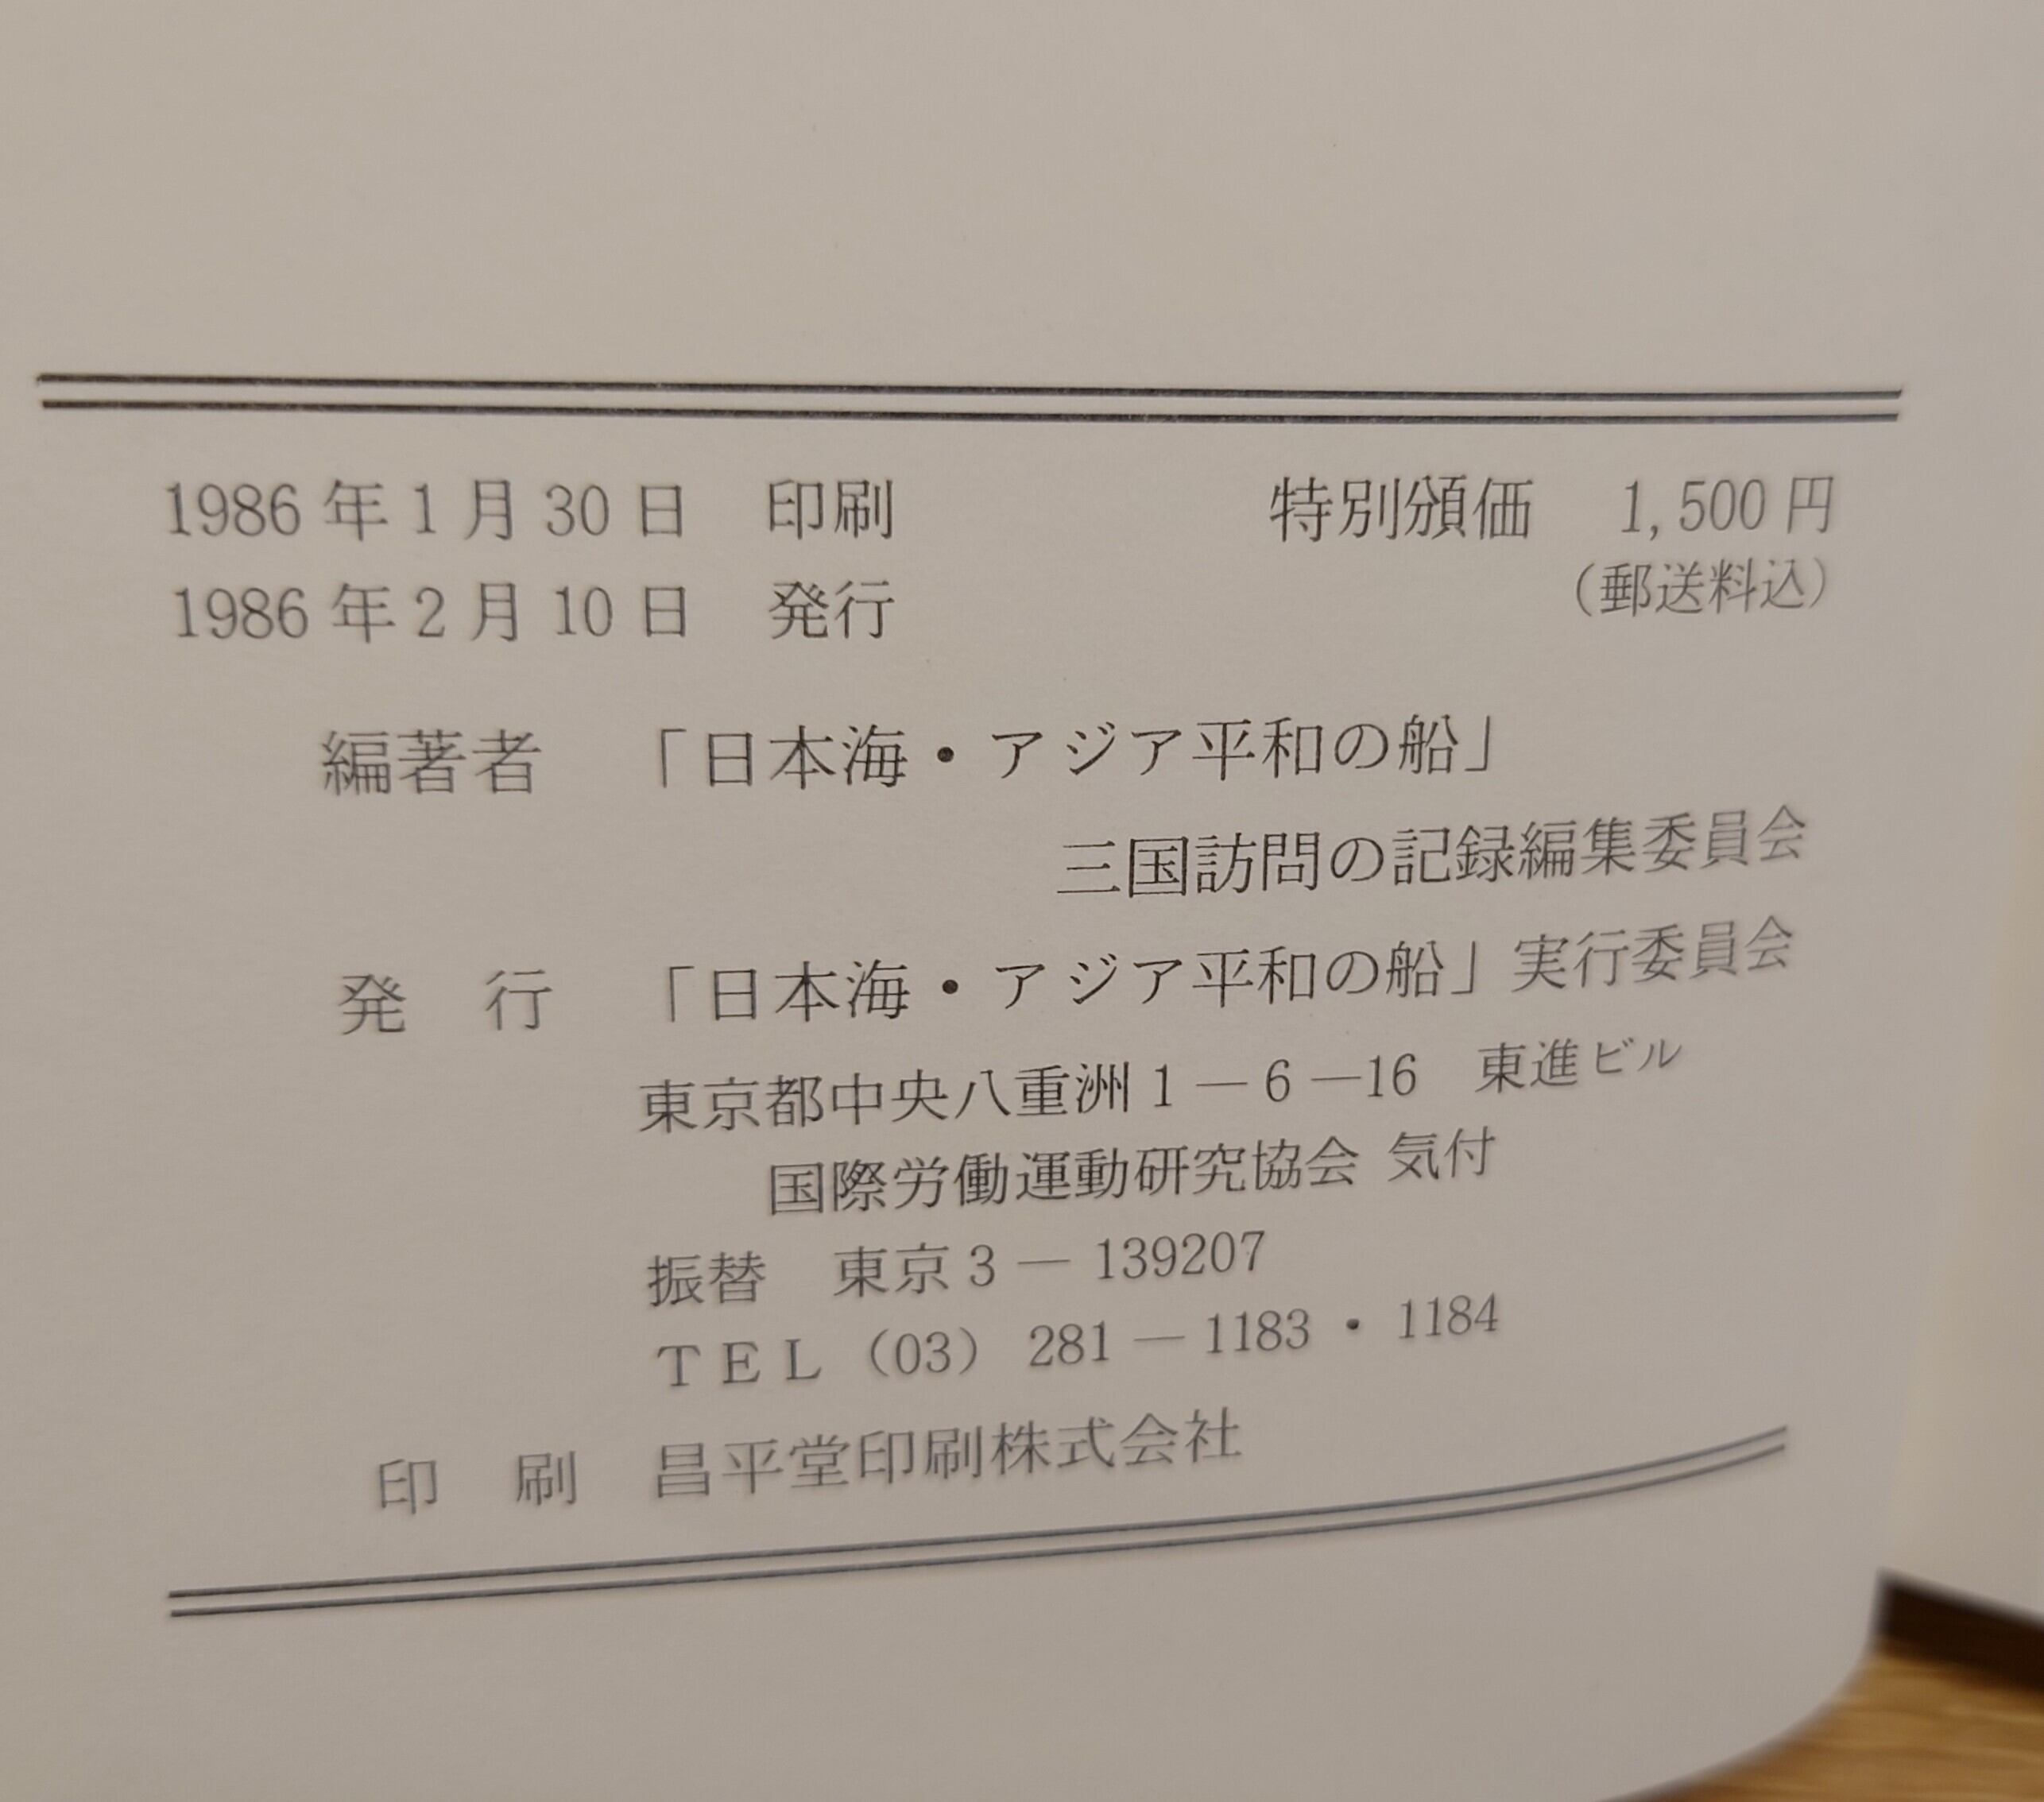 1986年1月30日　印刷　特別頒価　1,500円
1986年2月10日　発行　（郵送料込）
編著者　「日本海・アジア平和の船」
三国訪問の記録編集委員会
発　行　「日本海・アジア平和の船」実行委員会
東京都中央八重洲1－6－16　東進ビル
国際労働運動研究協会 気付
振替　東京3－139207
ＴＥＬ（03）281－1183・1184
印　刷　昌平堂印刷株式会社